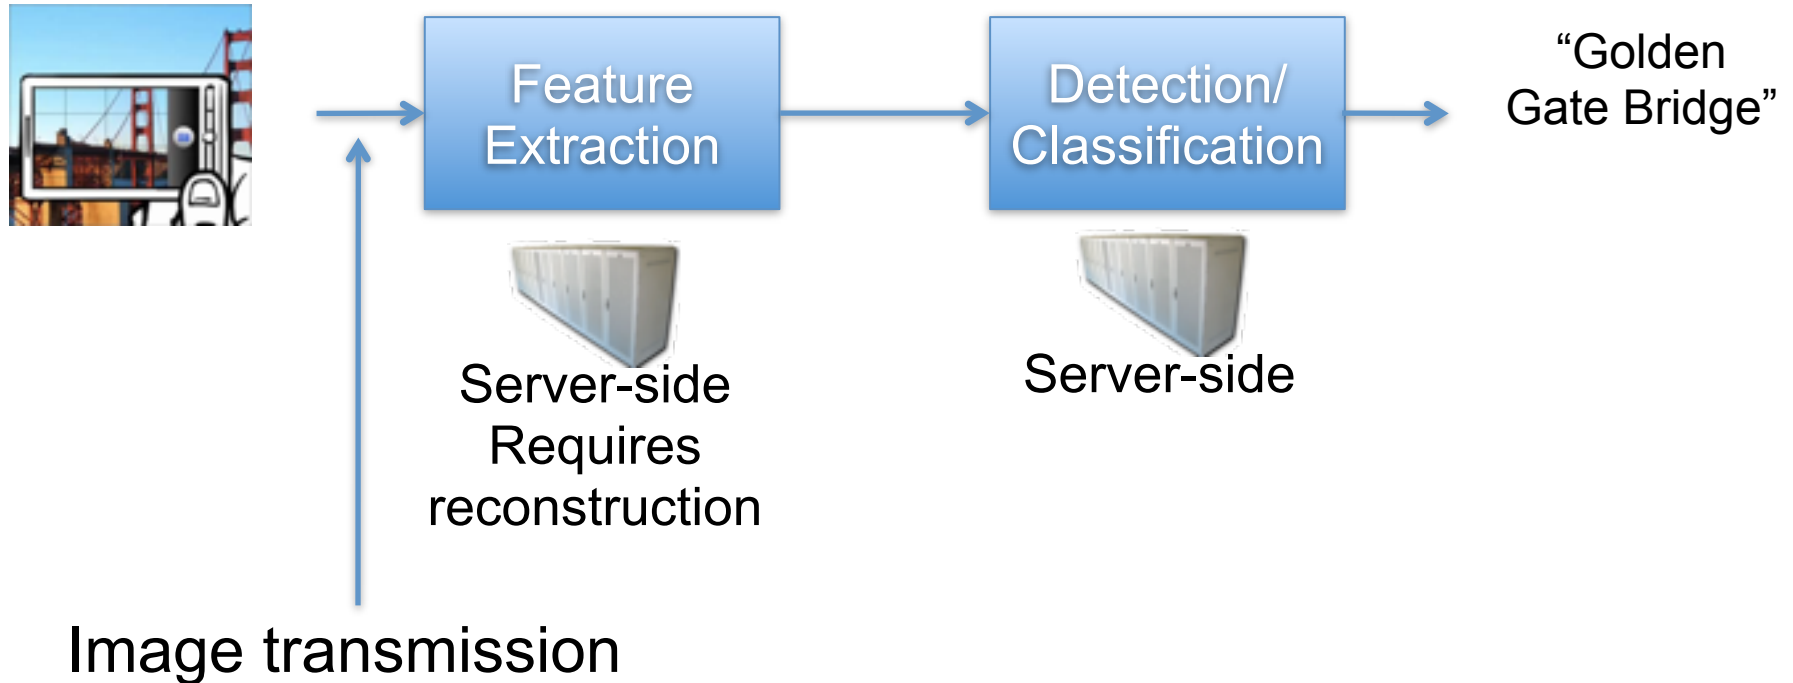 Feature
Extraction
Detection/
Classification
“Golden
Gate Bridge”
Server-side
Requires
reconstruction
Server-side
Image transmission